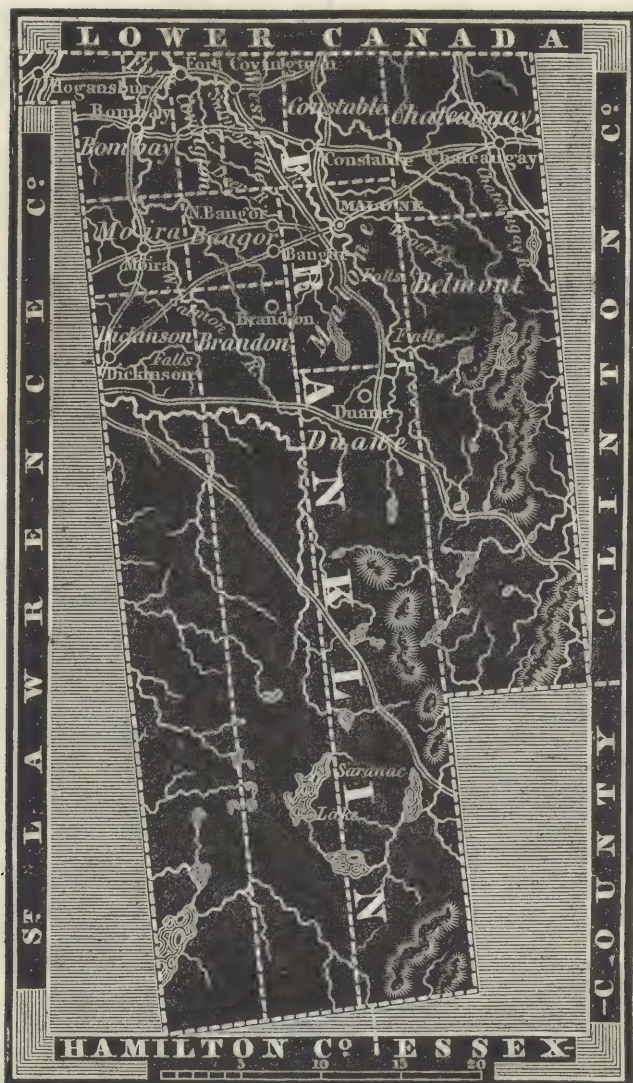 LOWER CANADA
Hogansburg
Fort Covington
Bombay
Bombay
Constable
Chateaugay
Constable
Chateaugay
MALONE
N. Bangor
Moira
Bangor
Moira
Bangor
Malone
Falls
Belmont
Brandon
Brandon
Dickinson
Falls
Dickinson
Falls
Duane
Duane
FRANKLIN
Saranac
Lake
ST. LAWRENCE Co.
CLINTON Co.
COUNTY
HAMILTON Co. ESSEX-
5 10 15 20